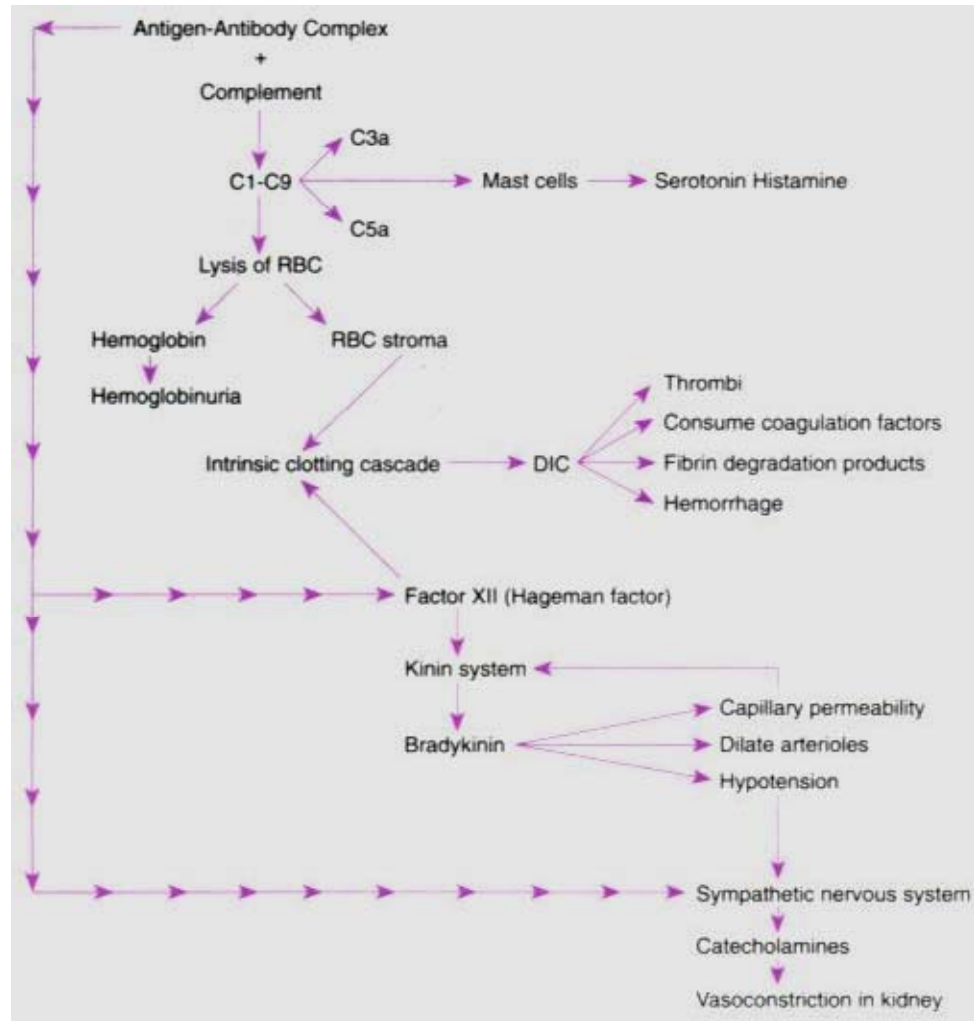 Antigen-Antibody Complex
+
Complement
C3a
C1-C9
Mast cells
Serotonin Histamine
C5a
Lysis of RBC
Hemoglobin
RBC stroma
Hemoglobinuria
Thrombi
Consume coagulation factors
Intrinsic clotting cascade
DIC
Fibrin degradation products
Hemorrhage
Factor XII (Hageman factor)
Kinin system
Capillary permeability
Bradykinin
Dilate arterioles
Hypotension
Sympathetic nervous system
Catecholamines
Vasoconstriction in kidney